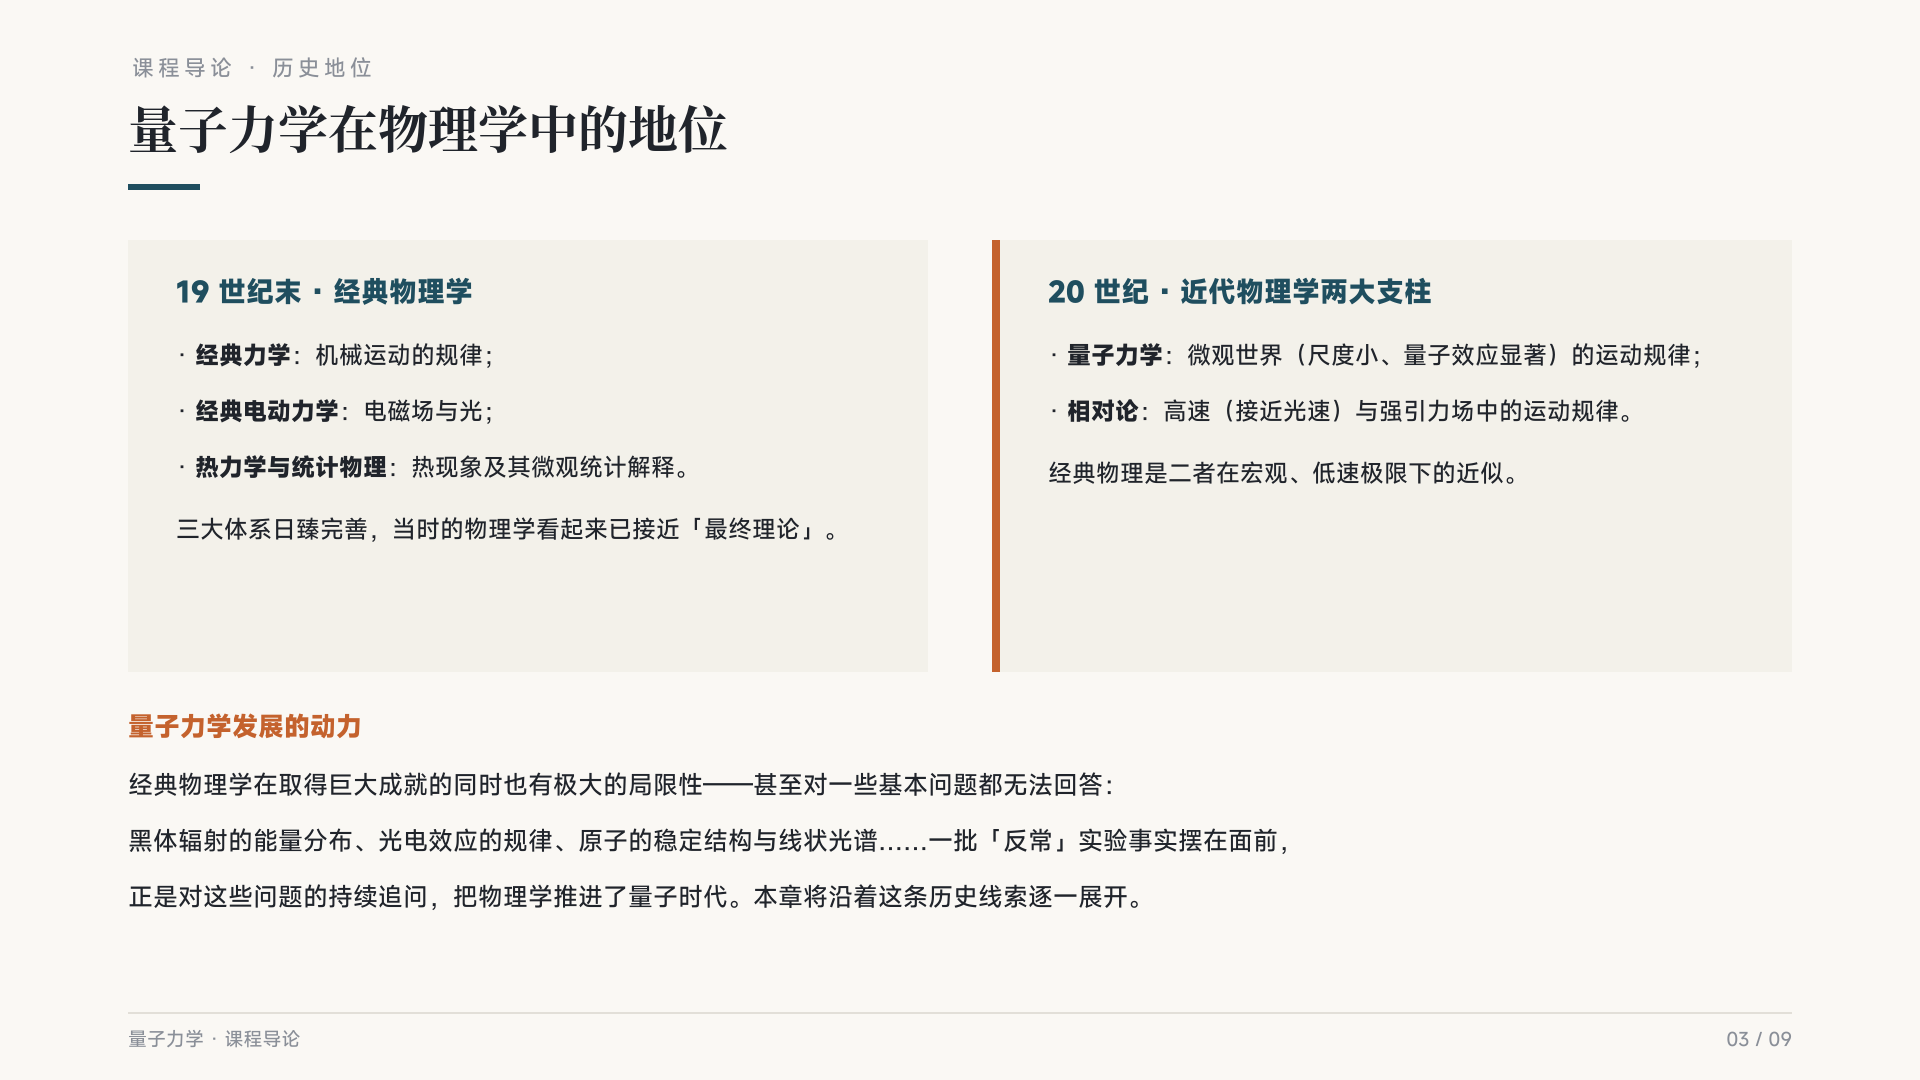 课程导论 · 历史地位
量子力学在物理学中的地位
19 世纪末 · 经典物理学
· 经典力学：机械运动的规律；
· 经典电动力学：电磁场与光；
· 热力学与统计物理：热现象及其微观统计解释。
三大体系日臻完善，当时的物理学看起来已接近「最终理论」。
20 世纪 · 近代物理学两大支柱
· 量子力学：微观世界（尺度小、量子效应显著）的运动规律；
· 相对论：高速（接近光速）与强引力场中的运动规律。
经典物理是二者在宏观、低速极限下的近似。
量子力学发展的动力
经典物理学在取得巨大成就的同时也有极大的局限性——甚至对一些基本问题都无法回答：
黑体辐射的能量分布、光电效应的规律、原子的稳定结构与线状光谱……一批「反常」实验事实摆在面前，
正是对这些问题的持续追问，把物理学推进了量子时代。本章将沿着这条历史线索逐一展开。
量子力学 · 课程导论
03 / 09